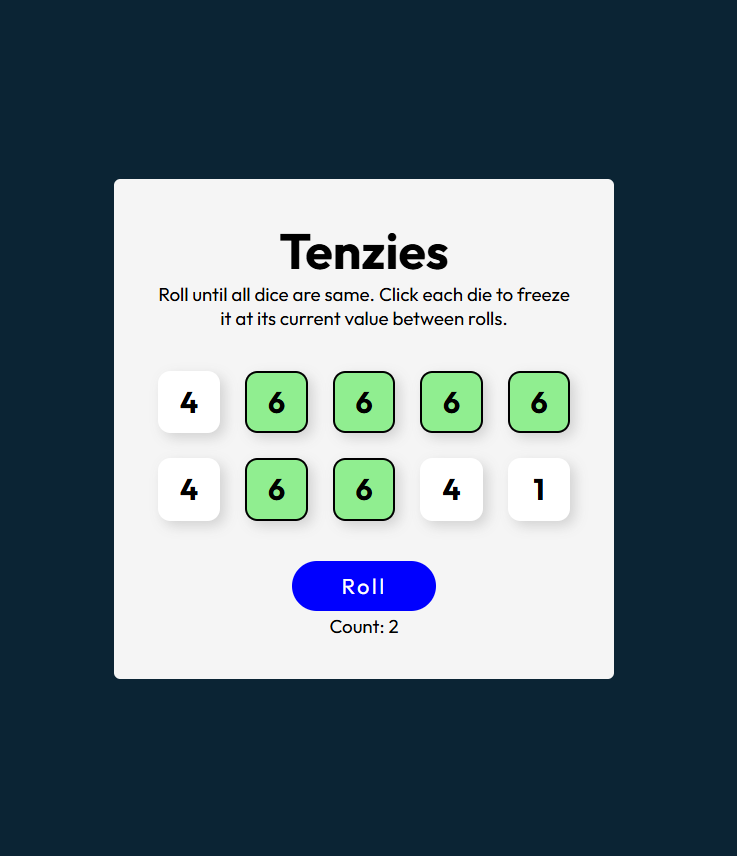 Tenzies
Roll until all dice are same. Click each die to freeze
it at its current value between rolls.
4 6 6 6 6
4 6 6 4 1
Roll
Count: 2